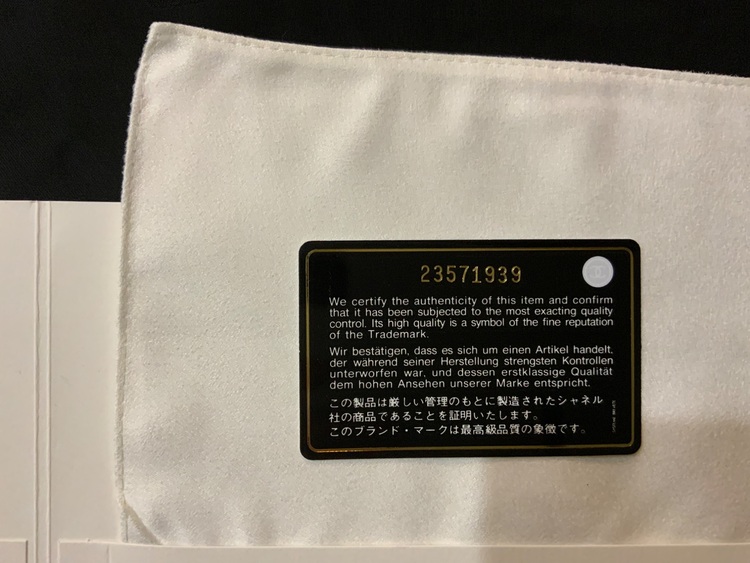 23571939
We certify the authenticity of this item and confirm
that it has been subjected to the most exacting quality
control. Its high quality is a symbol of the fine reputation
of the Trademark.
Wir bestätigen, dass es sich um einen Artikel handelt,
der während seiner Herstellung strengsten Kontrollen
unterworfen war, und dessen erstklassige Qualität
dem hohen Ansehen unserer Marke entspricht.
この製品は厳しい管理のもとに製造されたシャネル
社の商品であることを証明いたします。
このブランド・マークは最高級品質の象徴です。